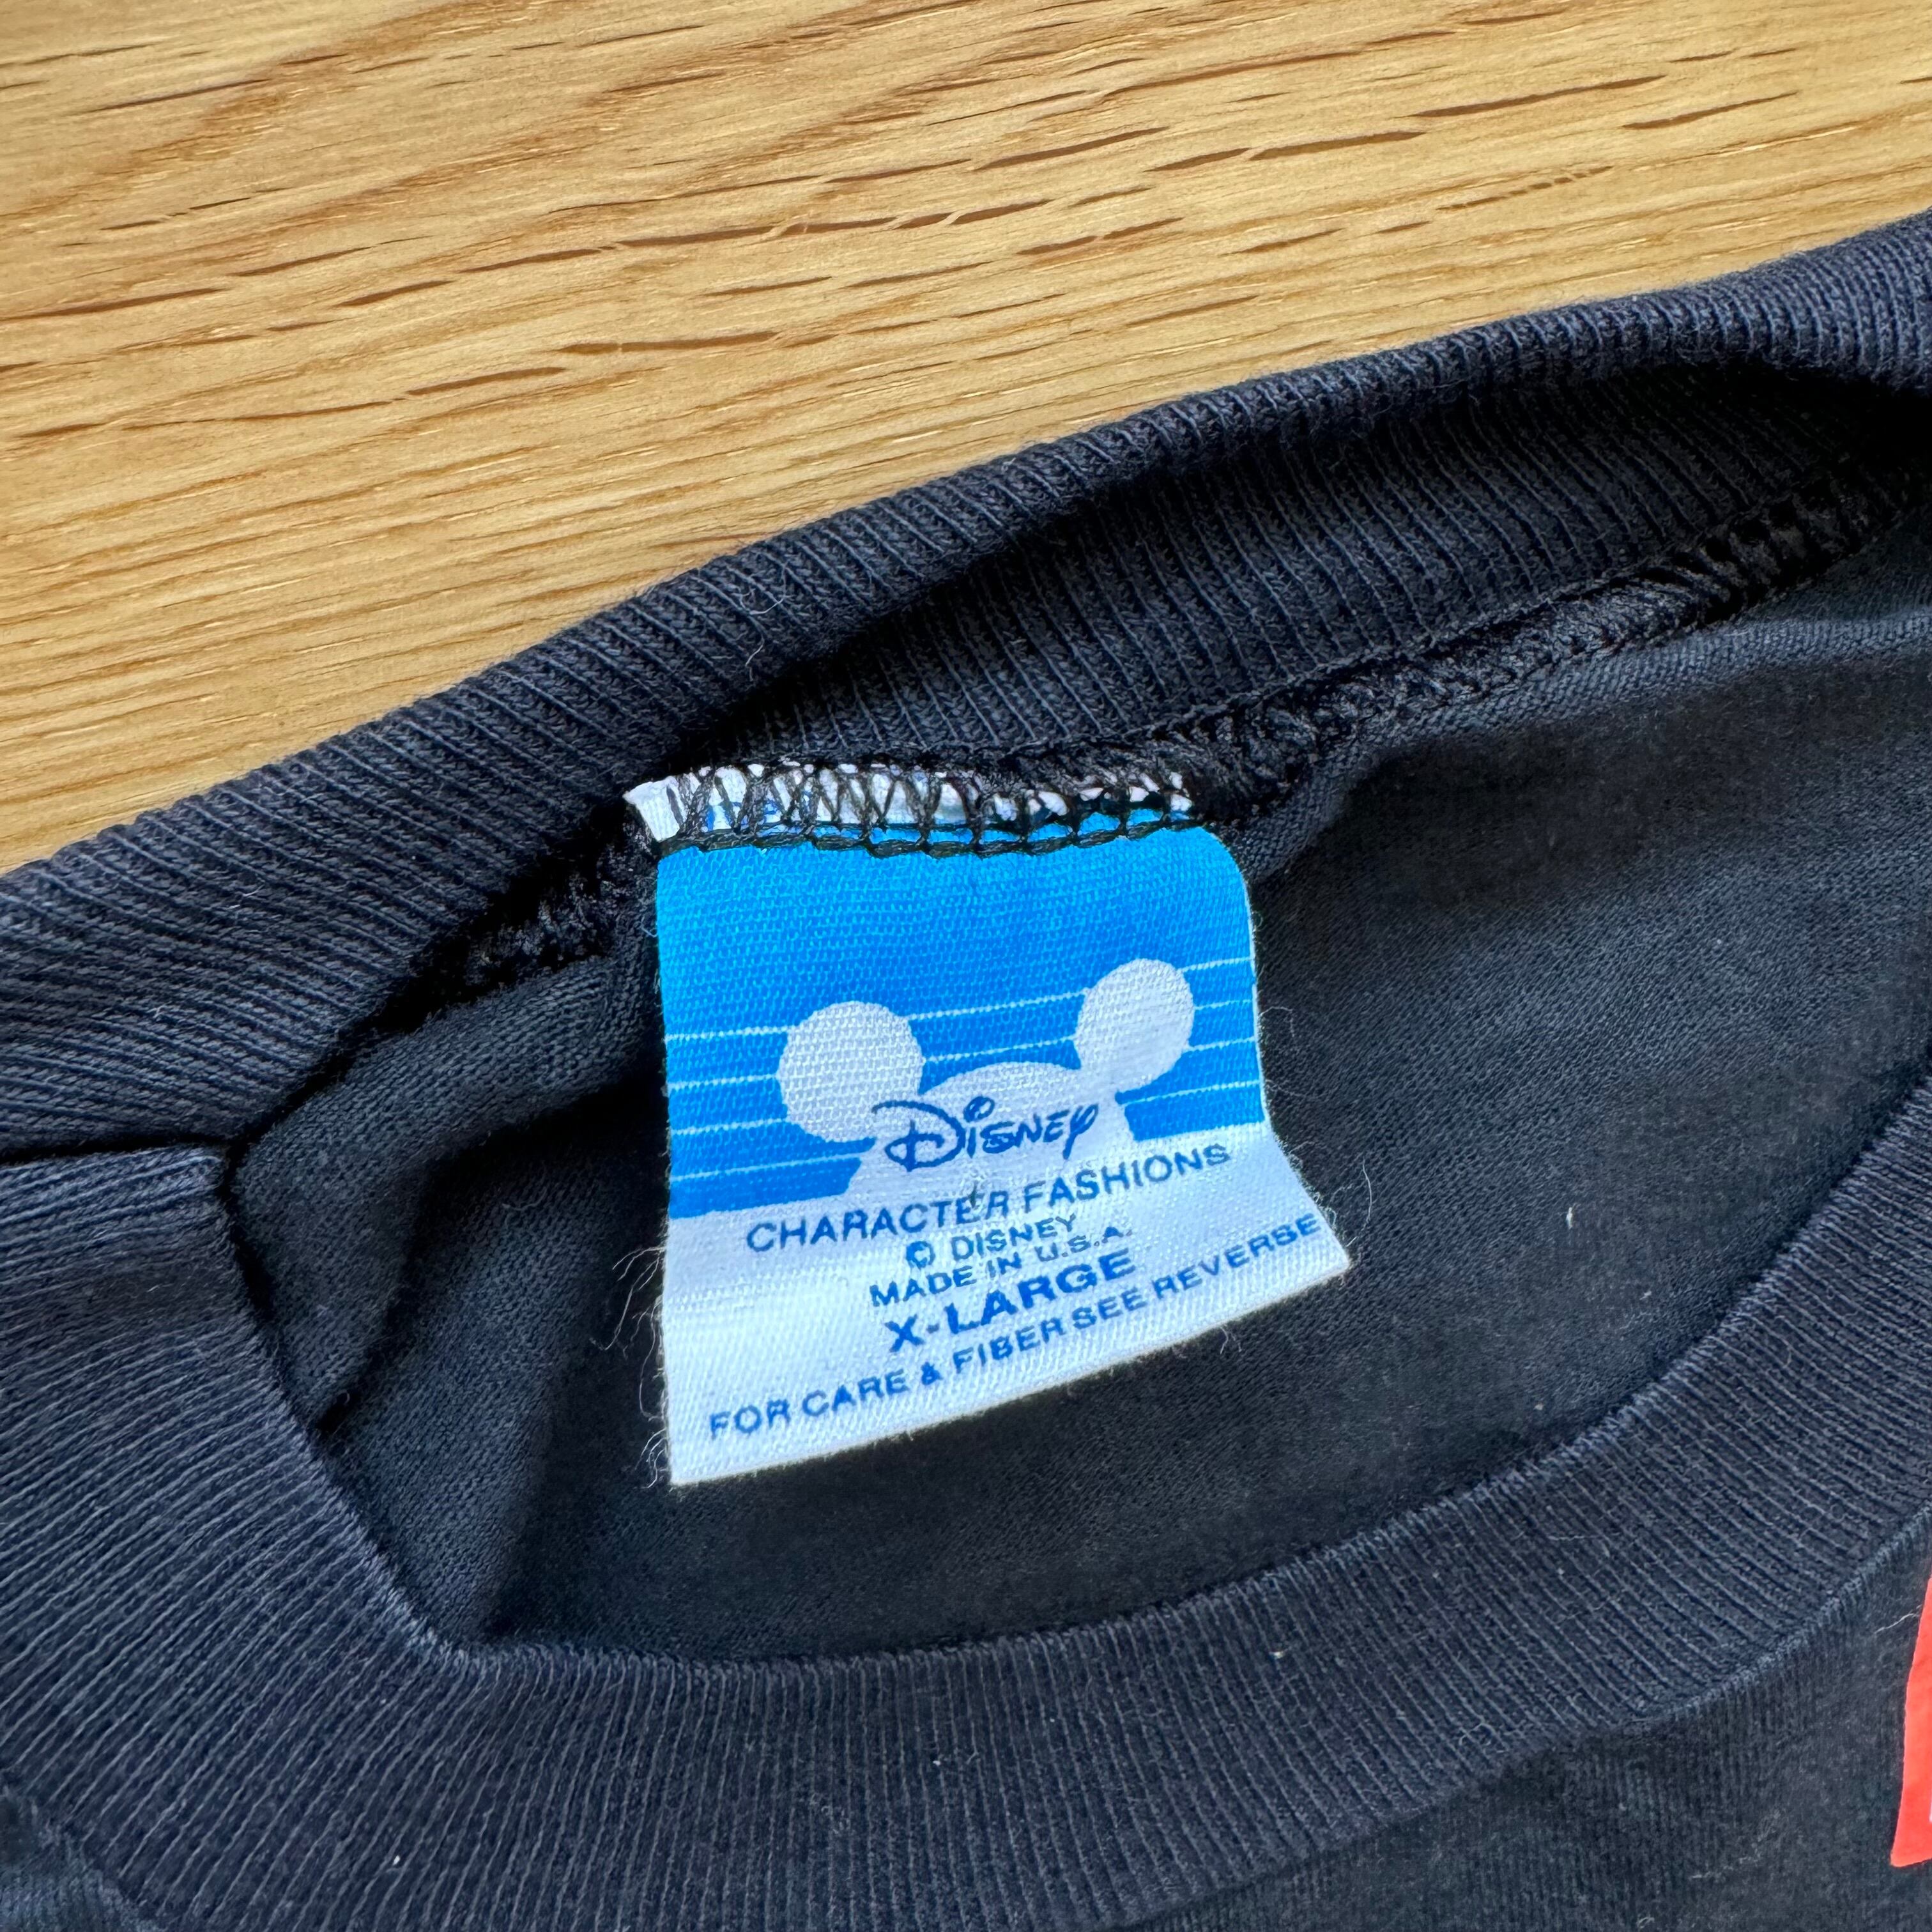 Disney
CHARACTER FASHIONS
© DISNEY
MADE IN U.S.A.
X-LARGE
FOR CARE & FIBER SEE REVERSE